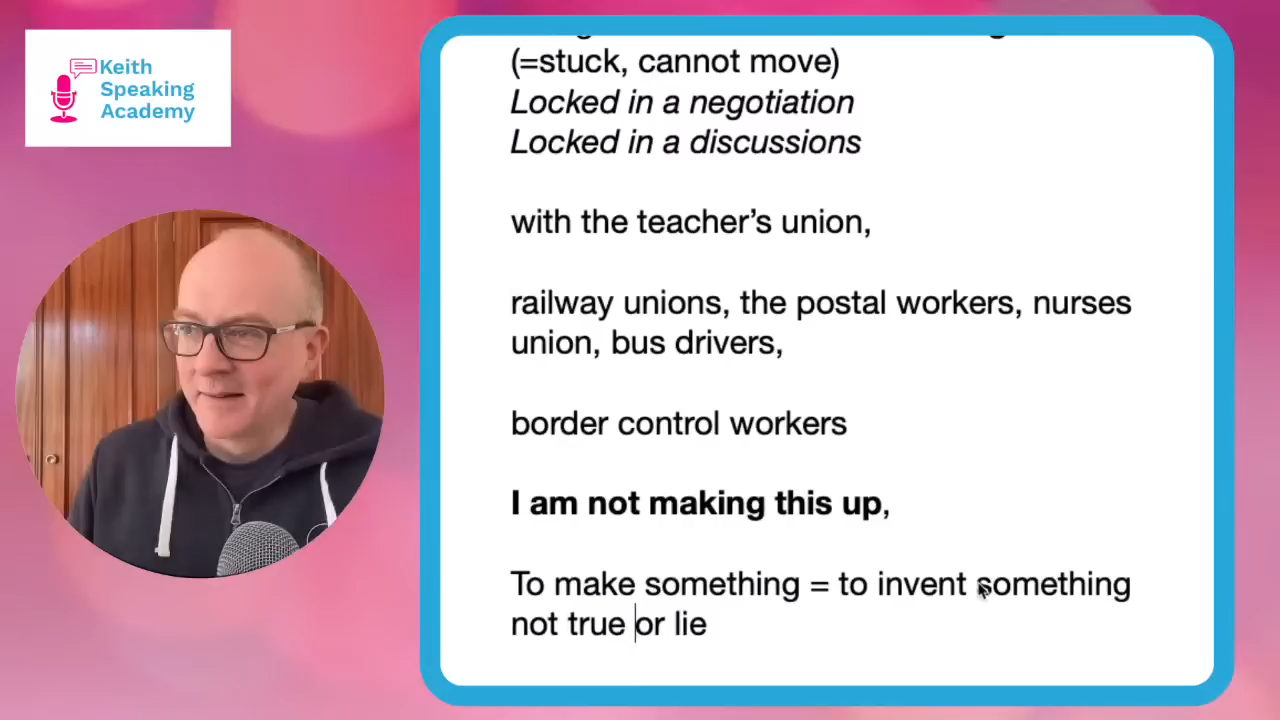 Keith
Speaking
Academy
(=stuck, cannot move)
Locked in a negotiation
Locked in a discussions
with the teacher’s union,
railway unions, the postal workers, nurses
union, bus drivers,
border control workers
I am not making this up,
To make something = to invent something
not true or lie